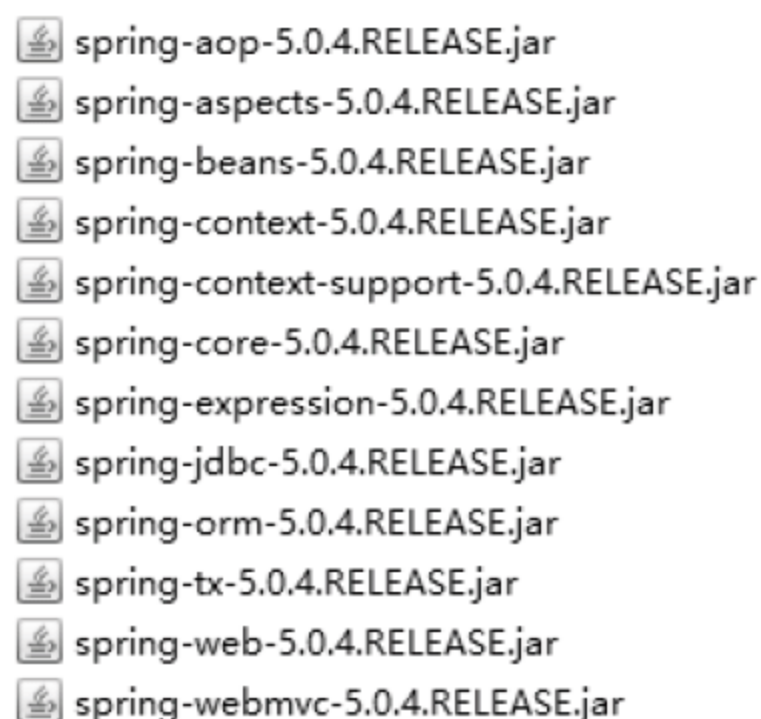 spring-aop-5.0.4.RELEASE.jar
spring-aspects-5.0.4.RELEASE.jar
spring-beans-5.0.4.RELEASE.jar
spring-context-5.0.4.RELEASE.jar
spring-context-support-5.0.4.RELEASE.jar
spring-core-5.0.4.RELEASE.jar
spring-expression-5.0.4.RELEASE.jar
spring-jdbc-5.0.4.RELEASE.jar
spring-orm-5.0.4.RELEASE.jar
spring-tx-5.0.4.RELEASE.jar
spring-web-5.0.4.RELEASE.jar
spring-webmvc-5.0.4.RELEASE.jar